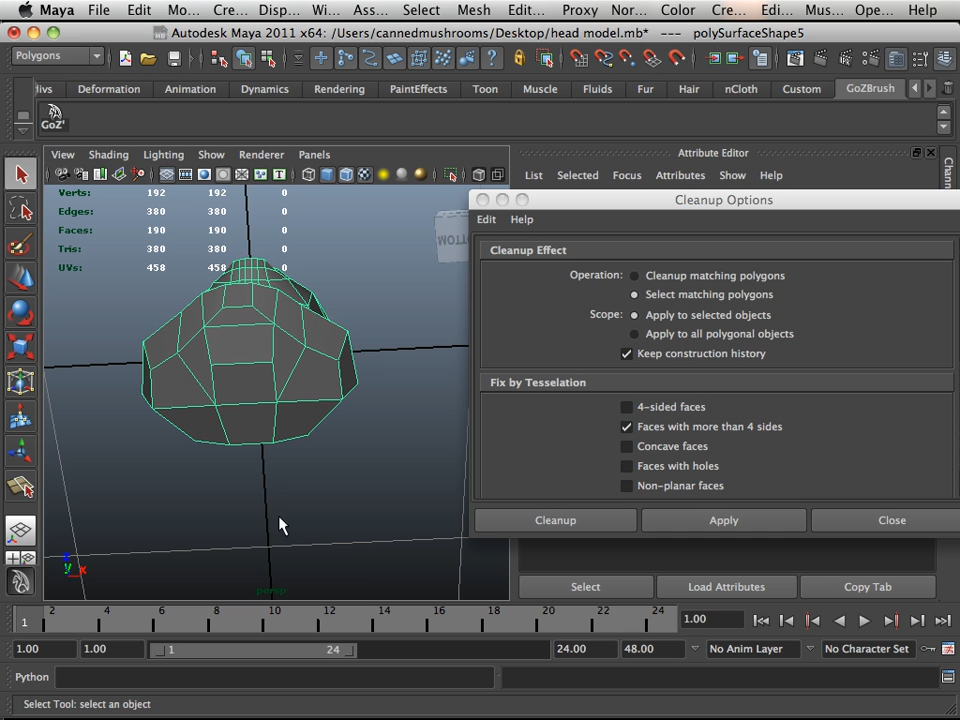 Maya File Edit Mo... Cre... Disp... Wi... Ass... Select Mesh Edit... Proxy Nor... Color Cre... Edi... Mus... Ope... Help
Autodesk Maya 2011 x64: /Users/cannedmushrooms/Desktop/head model.mb* --- polySurfaceShape5
Polygons
ivs Deformation Animation Dynamics Rendering PaintEffects Toon Muscle Fluids Fur Hair nCloth Custom GoZBrush
GoZ'
View Shading Lighting Show Renderer Panels
Attribute Editor
List Selected Focus Attributes Show Help
Chann
Verts: 192 192 0
Edges: 380 380 0
Faces: 190 190 0
Tris: 380 380 0
UVs: 458 458 0
BOTTOM
Cleanup Options
Edit Help
Cleanup Effect
Operation: Cleanup matching polygons
Select matching polygons
Scope: Apply to selected objects
Apply to all polygonal objects
Keep construction history
Fix by Tesselation
4-sided faces
Faces with more than 4 sides
Concave faces
Faces with holes
Non-planar faces
Cleanup Apply Close
z
y x
persp
Select Load Attributes Copy Tab
1 2 4 6 8 10 12 14 16 18 20 22 24 1.00
1.00 1.00 1 24 24.00 48.00 No Anim Layer No Character Set
Python
Select Tool: select an object